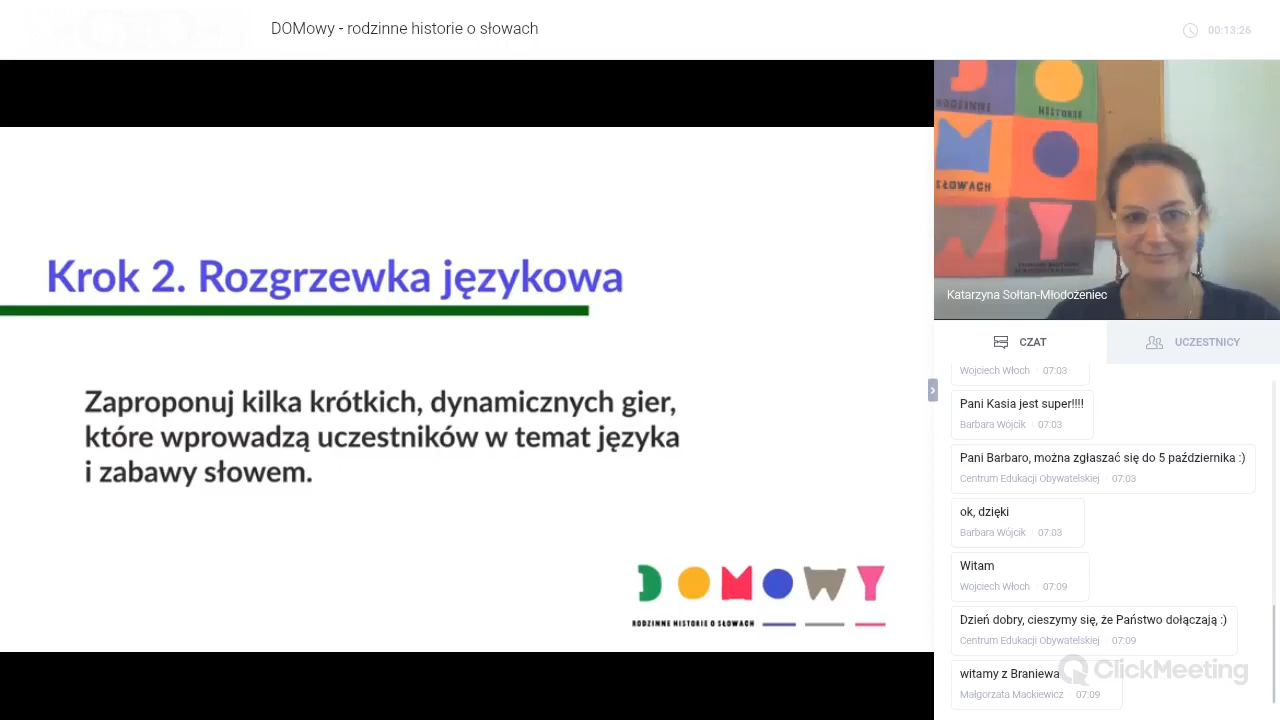 DOMowy - rodzinne historie o słowach
00:13:26
Krok 2. Rozgrzewka językowa
Zaproponuj kilka krótkich, dynamicznych gier,
które wprowadzą uczestników w temat języka
i zabawy słowem.
DOMOWY
RODZINNE HISTORIE O SŁOWACH
RODZINNE
HISTORIE
SŁOWACH
Katarzyna Sołtan-Młodożeniec
CZAT
UCZESTNICY
Wojciech Włoch 07:03
Pani Kasia jest super!!!!
Barbara Wójcik 07:03
Pani Barbaro, można zgłaszać się do 5 października :)
Centrum Edukacji Obywatelskiej 07:03
ok, dzięki
Barbara Wójcik 07:03
Witam
Wojciech Włoch 07:09
Dzień dobry, cieszymy się, że Państwo dołączają :)
Centrum Edukacji Obywatelskiej 07:09
witamy z Braniewa
Małgorzata Mackiewicz 07:09
ClickMeeting